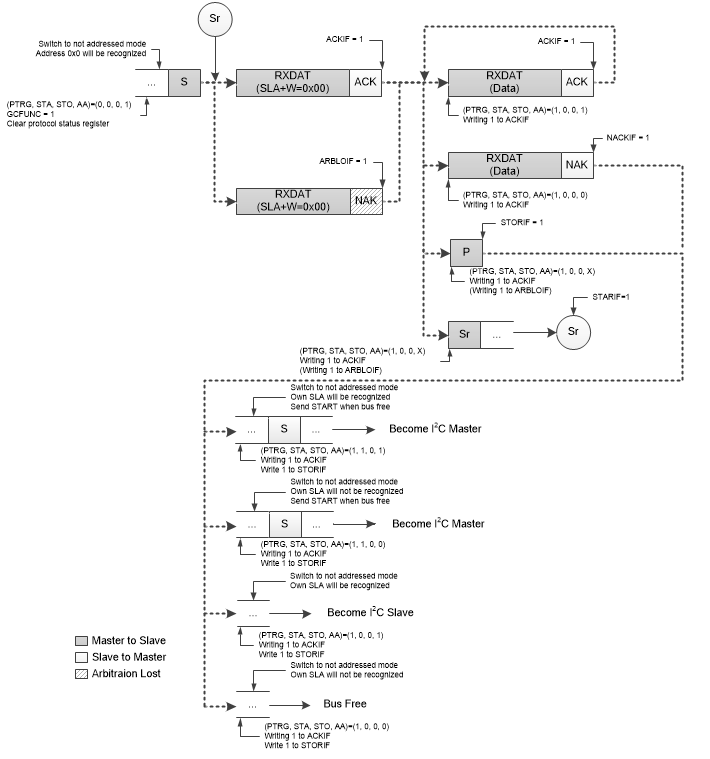 Sr
Switch to not addressed mode
Address 0x0 will be recognized
ACKIF = 1
ACKIF = 1
...
S
RXDAT
(SLA+W=0x00)
ACK
RXDAT
(Data)
ACK
(PTRG, STA, STO, AA)=(0, 0, 0, 1)
GCFUNC = 1
Clear protocol status register
(PTRG, STA, STO, AA)=(1, 0, 0, 1)
Writing 1 to ACKIF
NACKIF = 1
ARBLOIF = 1
RXDAT
(Data)
NAK
RXDAT
(SLA+W=0x00)
NAK
(PTRG, STA, STO, AA)=(1, 0, 0, 0)
Writing 1 to ACKIF
STORIF = 1
P
(PTRG, STA, STO, AA)=(1, 0, 0, X)
Writing 1 to ACKIF
(Writing 1 to ARBLOIF)
STARIF=1
Sr
...
Sr
(PTRG, STA, STO, AA)=(1, 0, 0, X)
Writing 1 to ACKIF
(Writing 1 to ARBLOIF)
Switch to not addressed mode
Own SLA will be recognized
Send START when bus free
...
S
...
Become I²C Master
(PTRG, STA, STO, AA)=(1, 1, 0, 1)
Writing 1 to ACKIF
Write 1 to STORIF
Switch to not addressed mode
Own SLA will not be recognized
Send START when bus free
...
S
...
Become I²C Master
(PTRG, STA, STO, AA)=(1, 1, 0, 0)
Writing 1 to ACKIF
Write 1 to STORIF
Switch to not addressed mode
Own SLA will be recognized
...
Become I²C Slave
(PTRG, STA, STO, AA)=(1, 0, 0, 1)
Writing 1 to ACKIF
Write 1 to STORIF
Master to Slave
Slave to Master
Arbitraion Lost
Switch to not addressed mode
Own SLA will not be recognized
...
Bus Free
(PTRG, STA, STO, AA)=(1, 0, 0, 0)
Writing 1 to ACKIF
Write 1 to STORIF